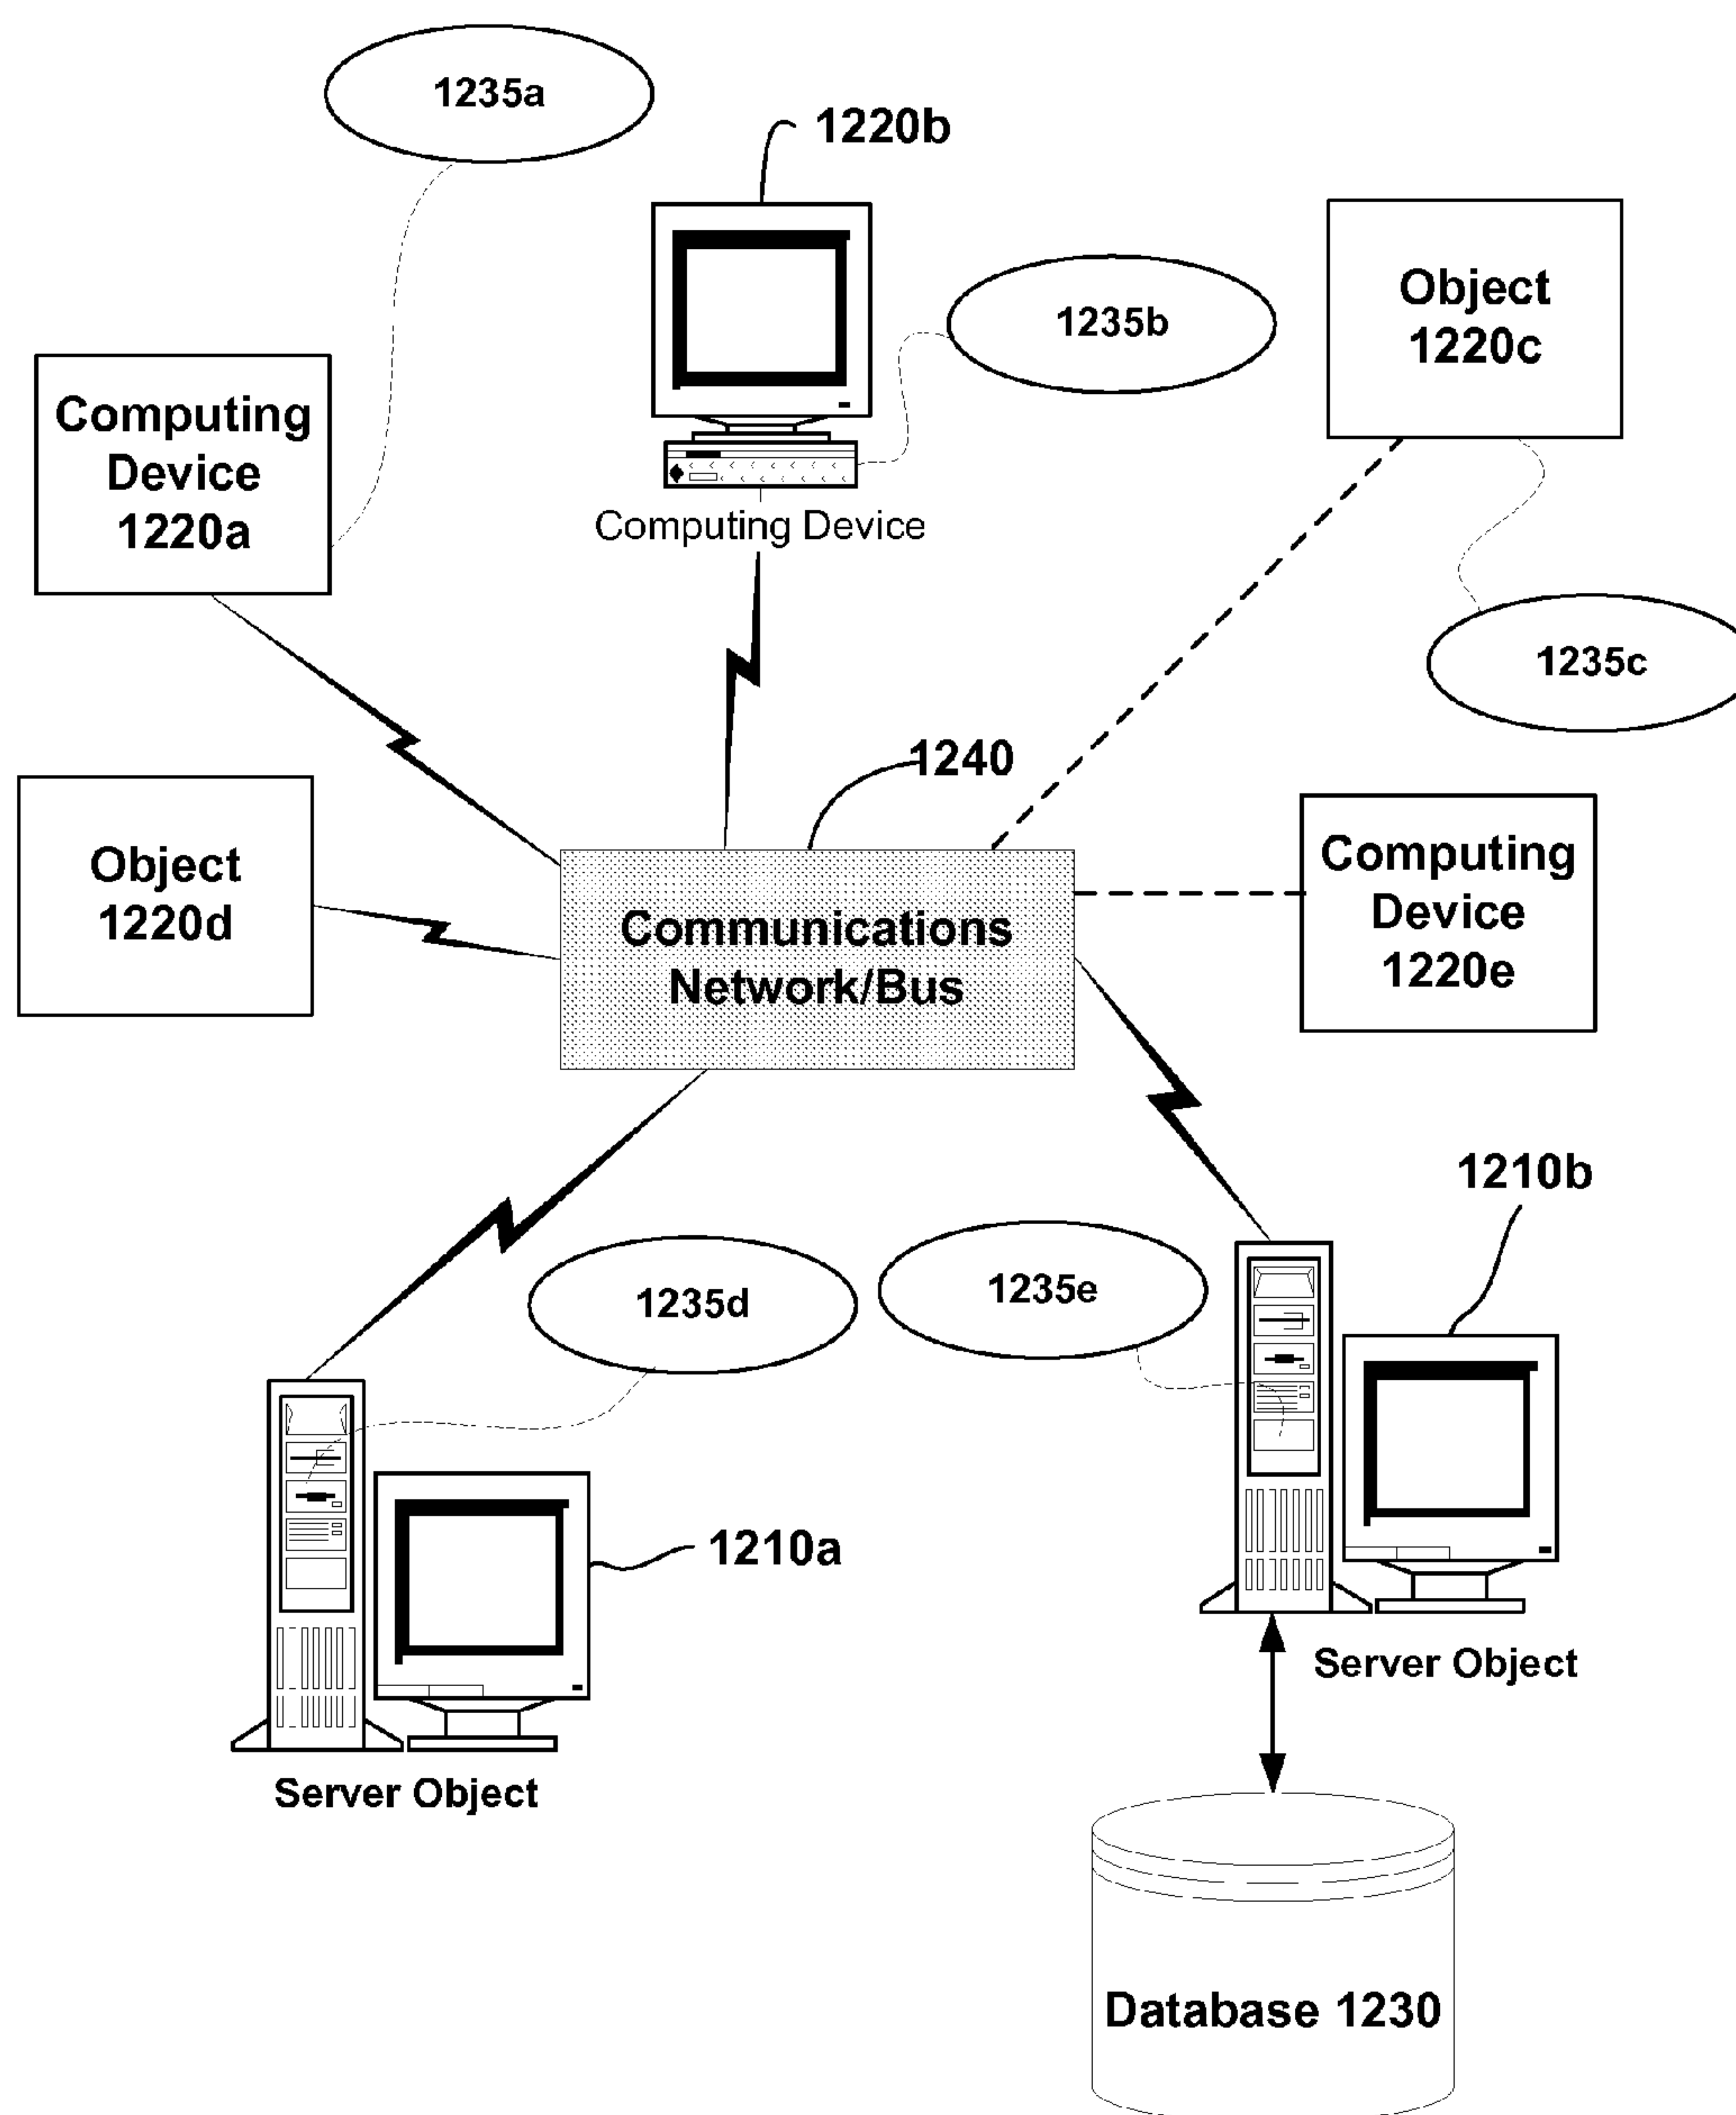 1235a
1220b
1235b
Object
1220c
Computing
Device
1220a
Computing Device
1235c
1240
Object
1220d
Communications
Network/Bus
Computing
Device
1220e
1210b
1235d
1235e
1210a
Server Object
Server Object
Database 1230